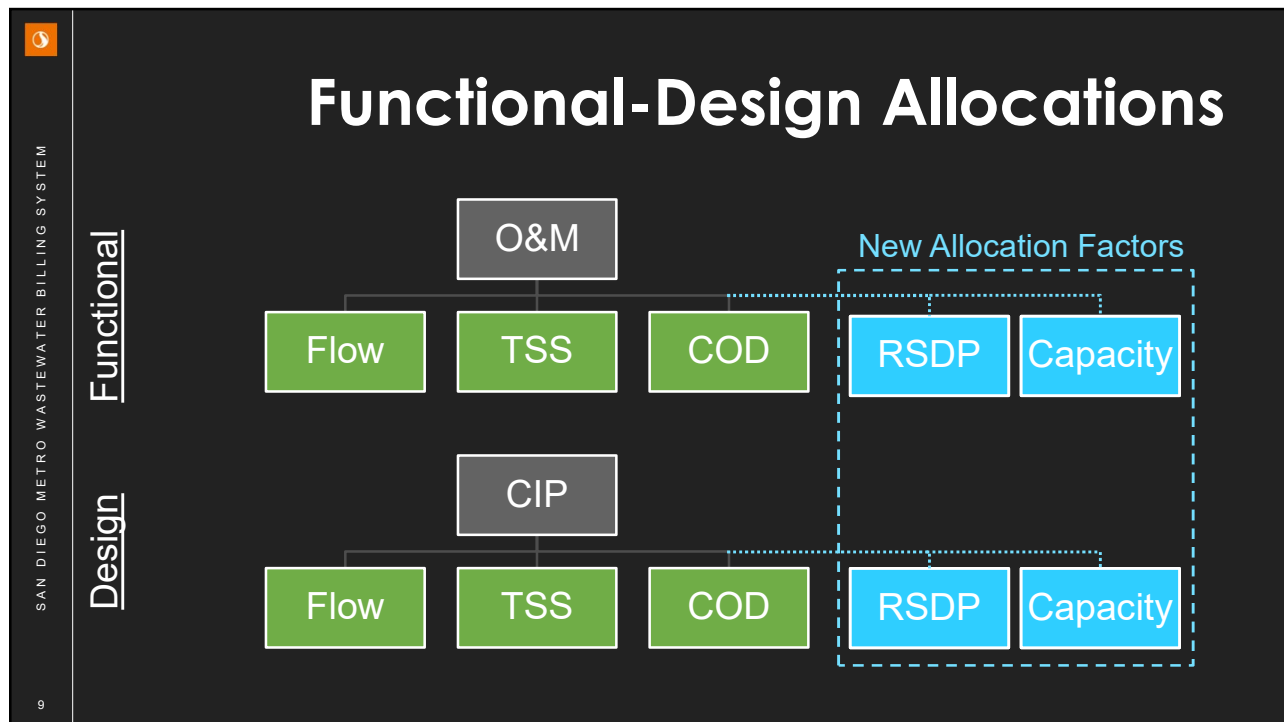 Functional-Design Allocations
SAN DIEGO METRO WASTEWATER BILLING SYSTEM
Functional
O&M
New Allocation Factors
Flow
TSS
COD
RSDP
Capacity
Design
CIP
Flow
TSS
COD
RSDP
Capacity
9